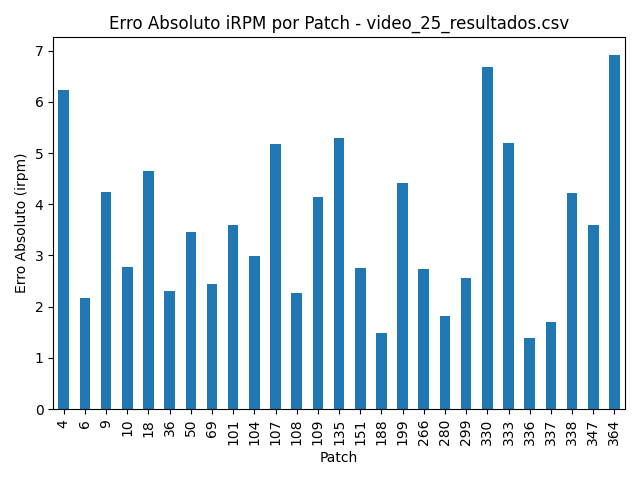 Erro Absoluto iRPM por Patch - video_25_resultados.csv
Erro Absoluto (irpm)
7
6
5
4
3
2
1
0
4 6 9 10 18 36 50 69 101 104 107 108 109 135 151 188 199 266 280 299 330 333 336 337 338 347 364
Patch